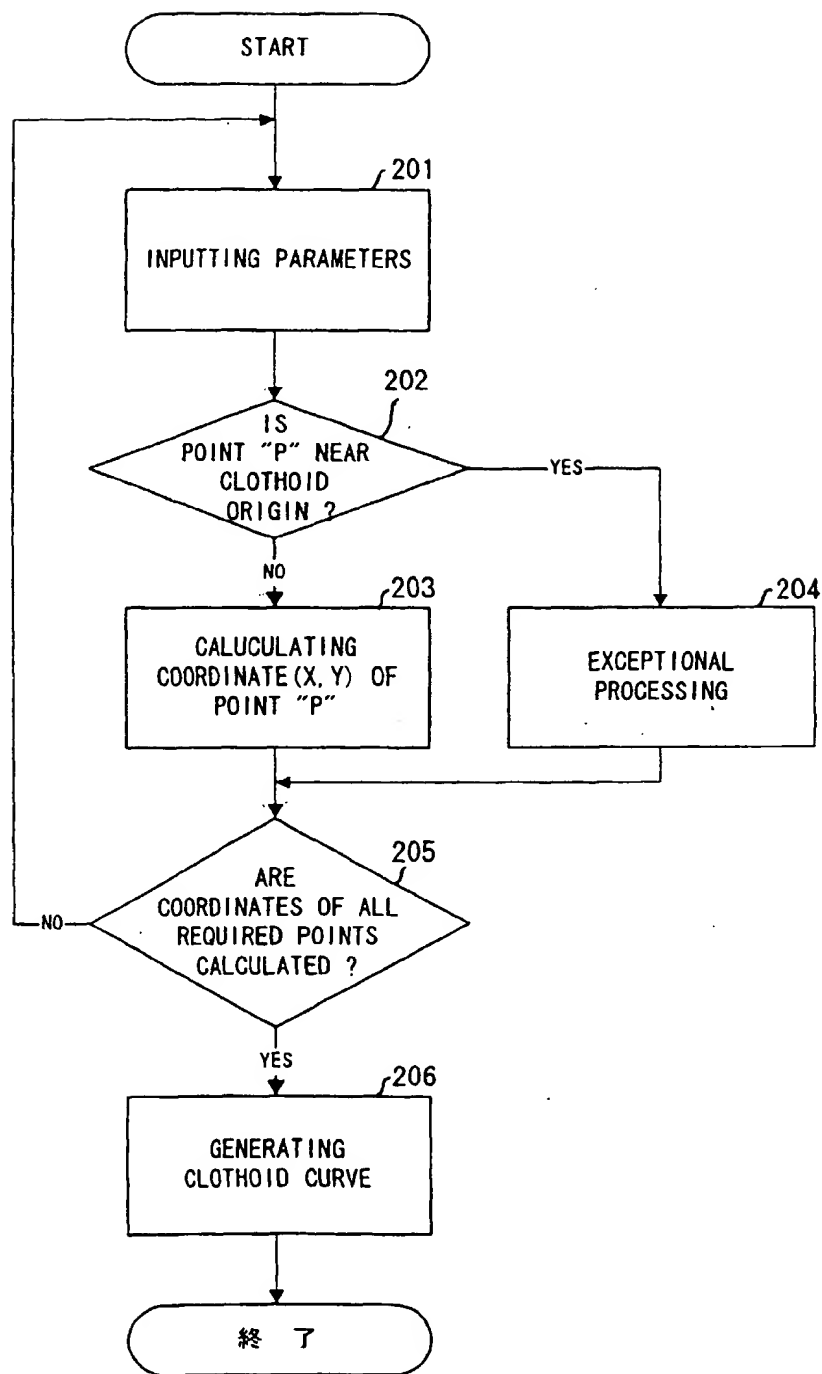 START
201
INPUTTING PARAMETERS
202
IS
POINT "P" NEAR
CLOTHOID
ORIGIN ?
YES
NO
203
CALUCULATING
COORDINATE(X,Y) OF
POINT "P"
204
EXCEPTIONAL
PROCESSING
205
ARE
COORDINATES OF ALL
REQUIRED POINTS
CALCULATED ?
NO
YES
206
GENERATING
CLOTHOID CURVE
終 了